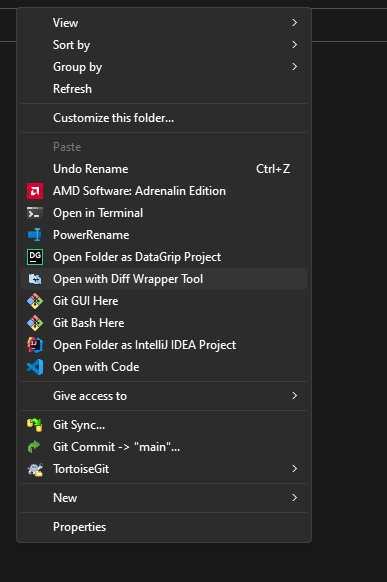 View
Sort by
Group by
Refresh
Customize this folder...
Paste
Undo Rename Ctrl+Z
AMD Software: Adrenalin Edition
Open in Terminal
PowerRename
DG Open Folder as DataGrip Project
Open with Diff Wrapper Tool
Git GUI Here
Git Bash Here
Open Folder as IntelliJ IDEA Project
Open with Code
Give access to
Git Sync...
Git Commit -> "main"...
TortoiseGit
New
Properties